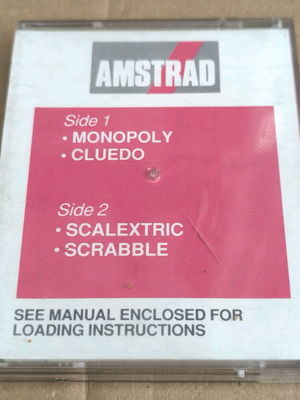 AMSTRAD
Side 1
• MONOPOLY
• CLUEDO
Side 2
• SCALEXTRIC
• SCRABBLE
SEE MANUAL ENCLOSED FOR
LOADING INSTRUCTIONS